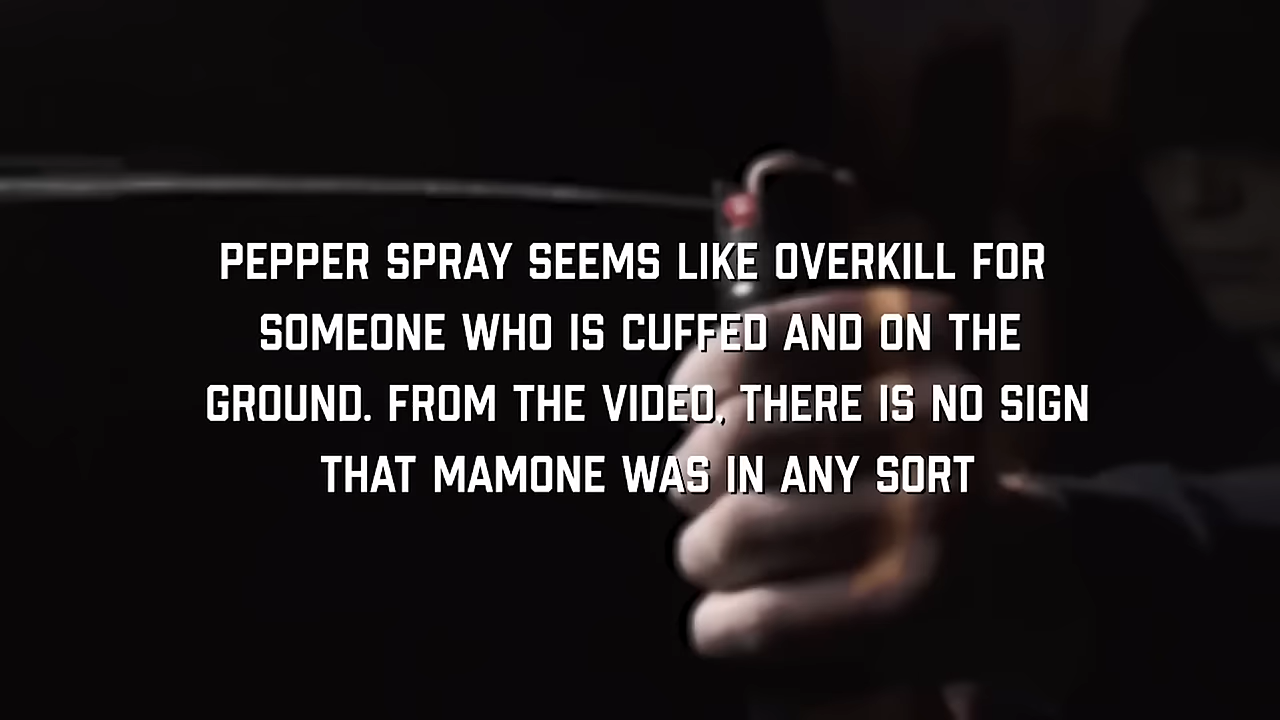 PEPPER SPRAY SEEMS LIKE OVERKILL FOR
SOMEONE WHO IS CUFFED AND ON THE
GROUND. FROM THE VIDEO, THERE IS NO SIGN
THAT MAMONE WAS IN ANY SORT